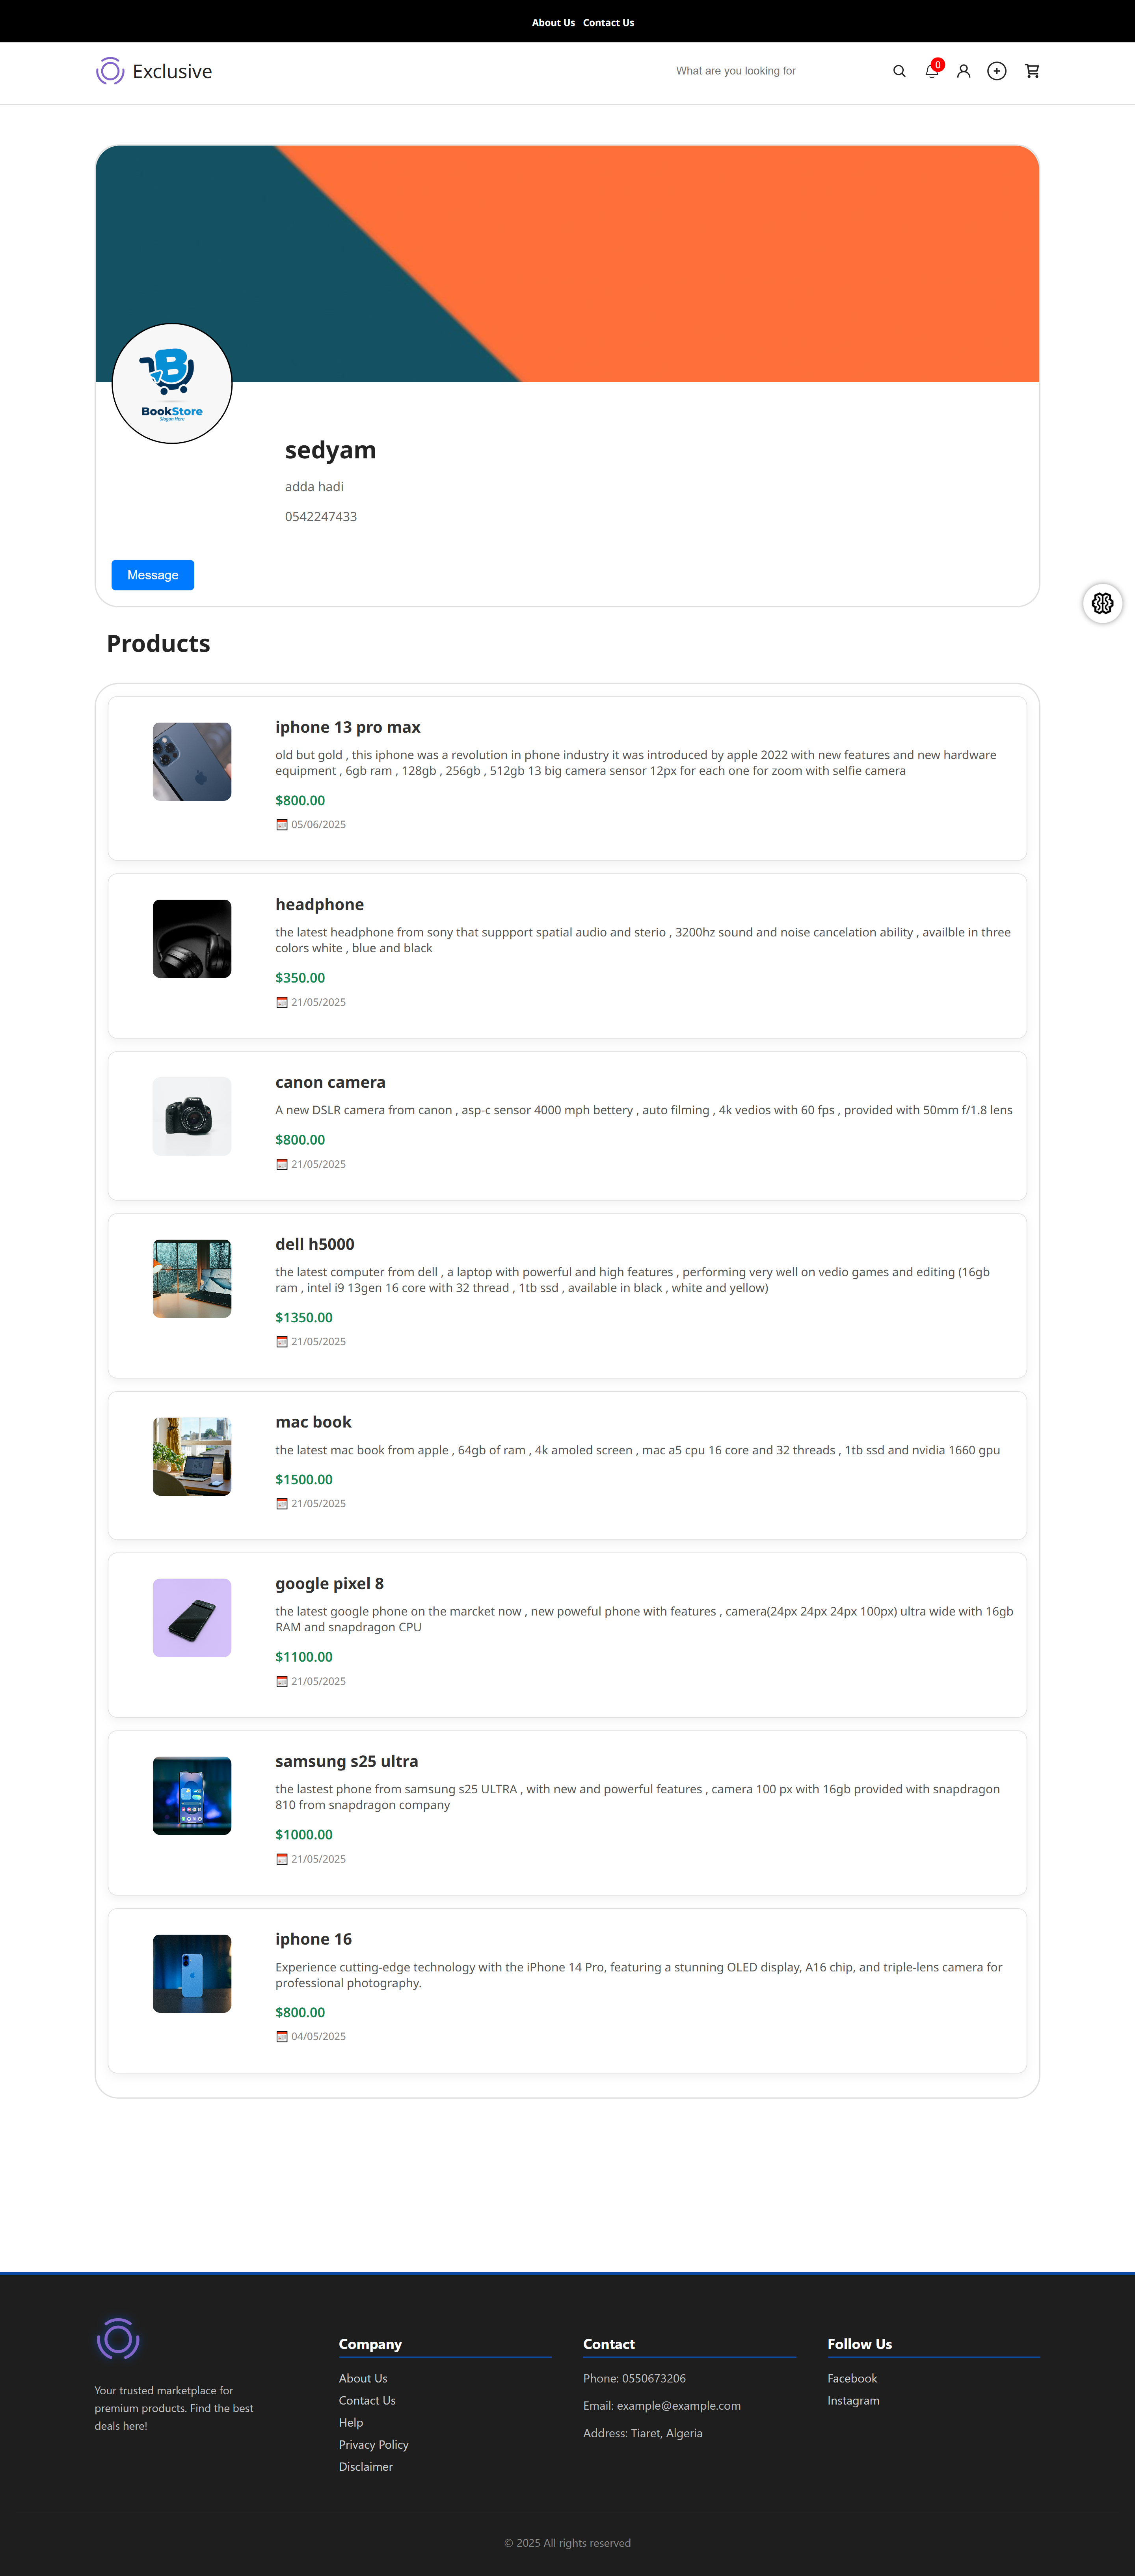 About Us Contact Us
Exclusive
What are you looking for
0
BookStore
Slogan Here
sedyam
adda hadi
0542247433
Message
Products
iphone 13 pro max
old but gold , this iphone was a revolution in phone industry it was introduced by apple 2022 with new features and new hardware
equipment , 6gb ram , 128gb , 256gb , 512gb 13 big camera sensor 12px for each one for zoom with selfie camera
$800.00
05/06/2025
headphone
the latest headphone from sony that suppport spatial audio and sterio , 3200hz sound and noise cancelation ability , availble in three
colors white , blue and black
$350.00
21/05/2025
canon camera
A new DSLR camera from canon , asp-c sensor 4000 mph bettery , auto filming , 4k vedios with 60 fps , provided with 50mm f/1.8 lens
$800.00
21/05/2025
dell h5000
the latest computer from dell , a laptop with powerful and high features , performing very well on vedio games and editing (16gb
ram , intel i9 13gen 16 core with 32 thread , 1tb ssd , available in black , white and yellow)
$1350.00
21/05/2025
mac book
the latest mac book from apple , 64gb of ram , 4k amoled screen , mac a5 cpu 16 core and 32 threads , 1tb ssd and nvidia 1660 gpu
$1500.00
21/05/2025
google pixel 8
the latest google phone on the marcket now , new poweful phone with features , camera(24px 24px 24px 100px) ultra wide with 16gb
RAM and snapdragon CPU
$1100.00
21/05/2025
samsung s25 ultra
the lastest phone from samsung s25 ULTRA , with new and powerful features , camera 100 px with 16gb provided with snapdragon
810 from snapdragon company
$1000.00
21/05/2025
iphone 16
Experience cutting-edge technology with the iPhone 14 Pro, featuring a stunning OLED display, A16 chip, and triple-lens camera for
professional photography.
$800.00
04/05/2025
Your trusted marketplace for
premium products. Find the best
deals here!
Company
About Us
Contact Us
Help
Privacy Policy
Disclaimer
Contact
Phone: 0550673206
Email: example@example.com
Address: Tiaret, Algeria
Follow Us
Facebook
Instagram
© 2025 All rights reserved